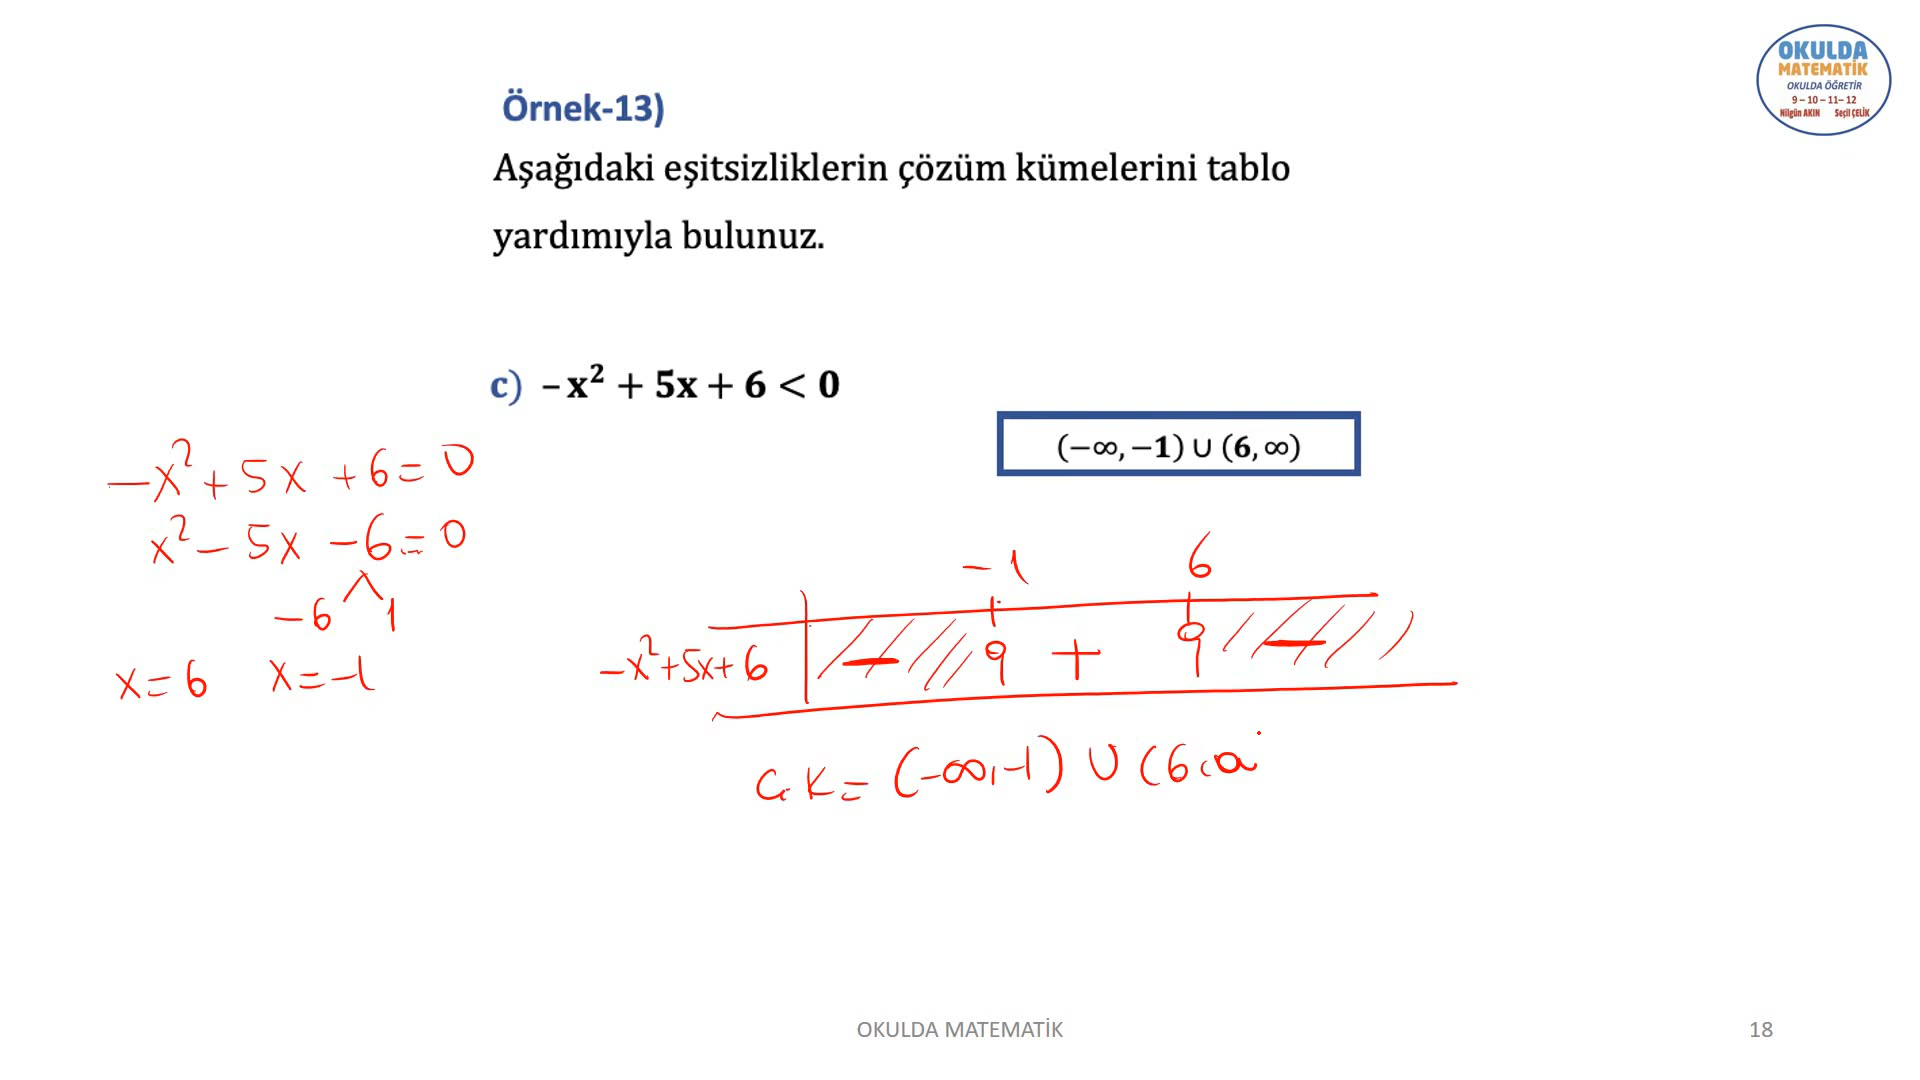 OKULDA
MATEMATİK
OKULDA ÖĞRETİR
9 – 10 – 11– 12
Nilgün AKIN Seçil ÇELİK
Örnek-13)
Aşağıdaki eşitsizliklerin çözüm kümelerini tablo
yardımıyla bulunuz.
c) –x² + 5x + 6 < 0
(−∞, −1) ∪ (6, ∞)
-x² + 5x + 6 = 0
x² - 5x - 6 = 0
-6 1
x = 6 x = -1
-1 6
-x²+5x+6 - + -
Ç.K = (-∞, -1) ∪ (6,
OKULDA MATEMATİK
18